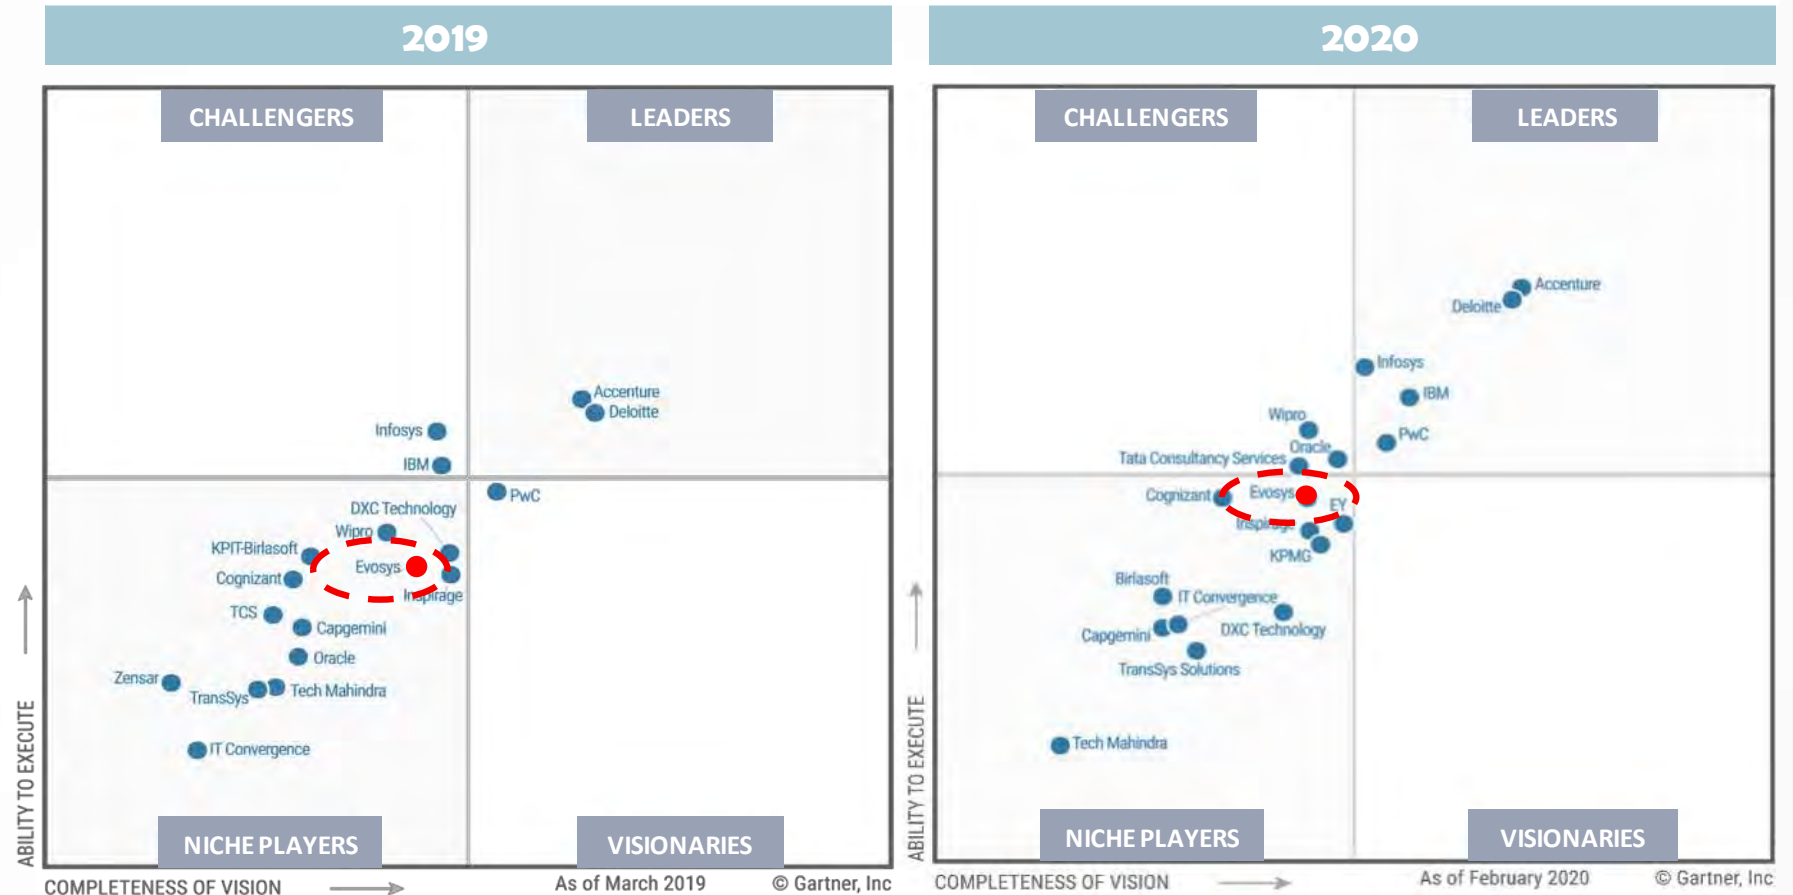 2019
CHALLENGERS
LEADERS
Accenture
Deloitte
Infosys
IBM
PwC
DXC Technology
Wipro
KPIT-Birlasoft
Evosys
Cognizant
Inspirage
TCS
Capgemini
Oracle
Zensar
TransSys
Tech Mahindra
IT Convergence
NICHE PLAYERS
VISIONARIES
ABILITY TO EXECUTE
COMPLETENESS OF VISION
As of March 2019
© Gartner, Inc
2020
CHALLENGERS
LEADERS
Accenture
Deloitte
Infosys
IBM
Wipro
PwC
Oracle
Tata Consultancy Services
Cognizant
Evosys
EY
Inspirage
KPMG
Birlasoft
IT Convergence
Capgemini
DXC Technology
TransSys Solutions
Tech Mahindra
NICHE PLAYERS
VISIONARIES
ABILITY TO EXECUTE
COMPLETENESS OF VISION
As of February 2020
© Gartner, Inc